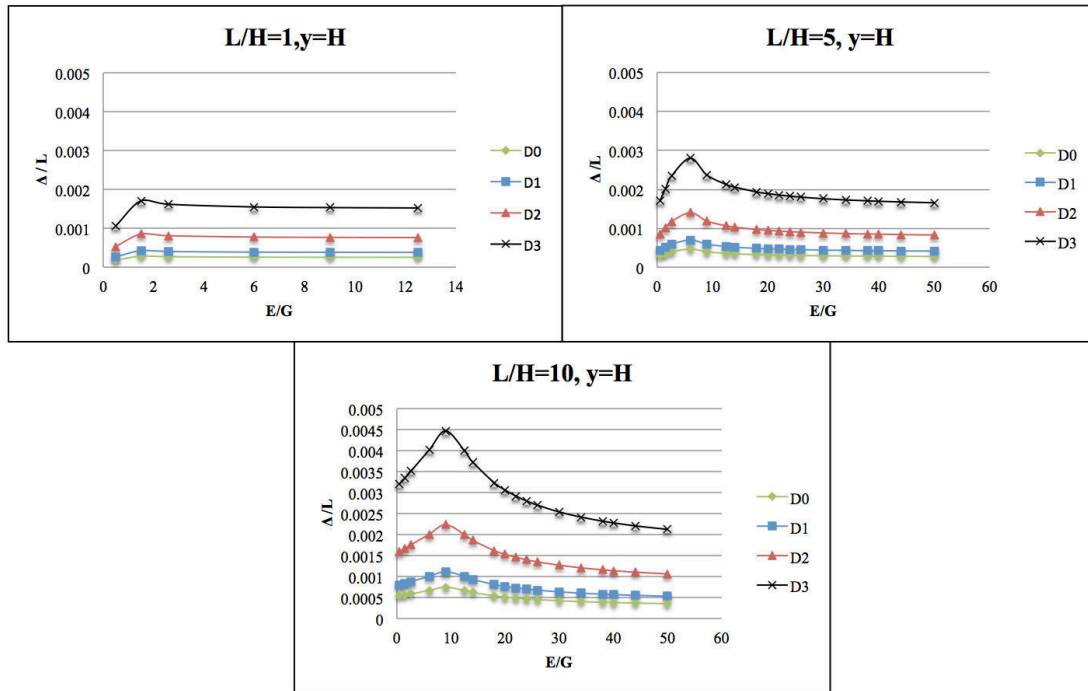 L/H=1,y=H
0.005
0.004
0.003
0.002
0.001
0
Δ / L
0 2 4 6 8 10 12 14
E/G
D0
D1
D2
D3
L/H=5, y=H
0.005
0.004
0.003
0.002
0.001
0
Δ / L
0 10 20 30 40 50 60
E/G
D0
D1
D2
D3
L/H=10, y=H
0.005
0.0045
0.004
0.0035
0.003
0.0025
0.002
0.0015
0.001
0.0005
0
Δ / L
0 10 20 30 40 50 60
E/G
D0
D1
D2
D3